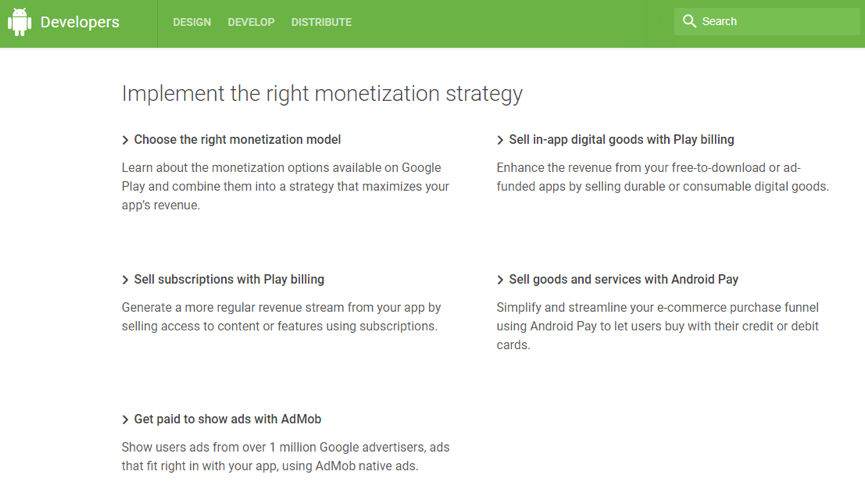 Developers
DESIGN DEVELOP DISTRIBUTE
Search
Implement the right monetization strategy
Choose the right monetization model
Learn about the monetization options available on Google
Play and combine them into a strategy that maximizes your
app's revenue.
Sell in-app digital goods with Play billing
Enhance the revenue from your free-to-download or ad-
funded apps by selling durable or consumable digital goods.
Sell subscriptions with Play billing
Generate a more regular revenue stream from your app by
selling access to content or features using subscriptions.
Sell goods and services with Android Pay
Simplify and streamline your e-commerce purchase funnel
using Android Pay to let users buy with their credit or debit
cards.
Get paid to show ads with AdMob
Show users ads from over 1 million Google advertisers, ads
that fit right in with your app, using AdMob native ads.